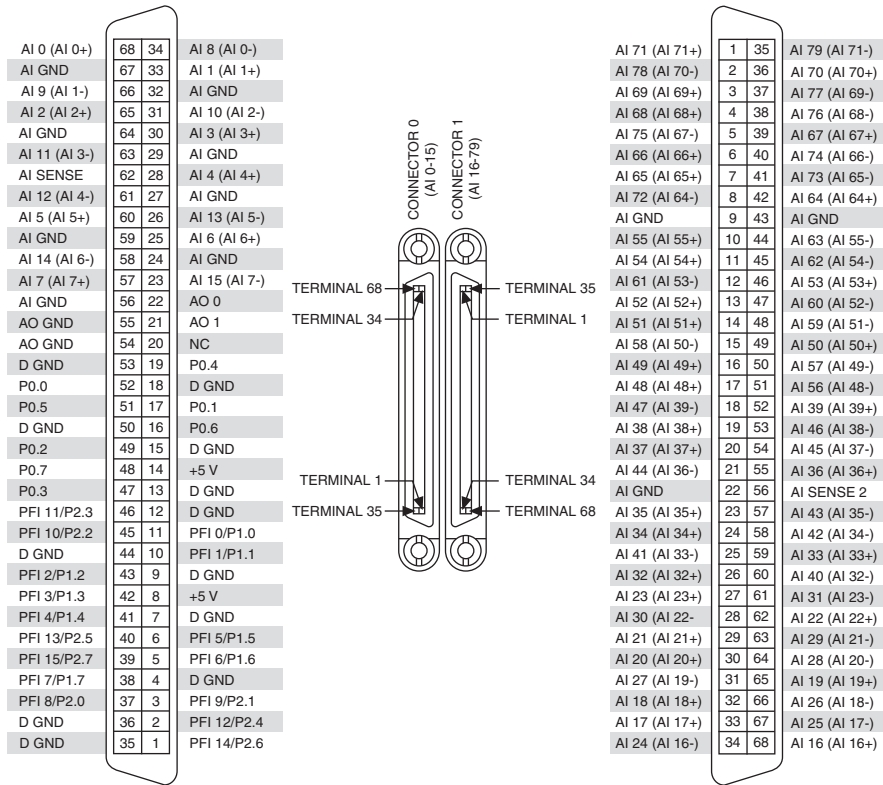 AI 0 (AI 0+) 68 34 AI 8 (AI 0-)
AI GND 67 33 AI 1 (AI 1+)
AI 9 (AI 1-) 66 32 AI GND
AI 2 (AI 2+) 65 31 AI 10 (AI 2-)
AI GND 64 30 AI 3 (AI 3+)
AI 11 (AI 3-) 63 29 AI GND
AI SENSE 62 28 AI 4 (AI 4+)
AI 12 (AI 4-) 61 27 AI GND
AI 5 (AI 5+) 60 26 AI 13 (AI 5-)
AI GND 59 25 AI 6 (AI 6+)
AI 14 (AI 6-) 58 24 AI GND
AI 7 (AI 7+) 57 23 AI 15 (AI 7-)
AI GND 56 22 AO 0
AO GND 55 21 AO 1
AO GND 54 20 NC
D GND 53 19 P0.4
P0.0 52 18 D GND
P0.5 51 17 P0.1
D GND 50 16 P0.6
P0.2 49 15 D GND
P0.7 48 14 +5 V
P0.3 47 13 D GND
PFI 11/P2.3 46 12 D GND
PFI 10/P2.2 45 11 PFI 0/P1.0
D GND 44 10 PFI 1/P1.1
PFI 2/P1.2 43 9 D GND
PFI 3/P1.3 42 8 +5 V
PFI 4/P1.4 41 7 D GND
PFI 13/P2.5 40 6 PFI 5/P1.5
PFI 15/P2.7 39 5 PFI 6/P1.6
PFI 7/P1.7 38 4 D GND
PFI 8/P2.0 37 3 PFI 9/P2.1
D GND 36 2 PFI 12/P2.4
D GND 35 1 PFI 14/P2.6
CONNECTOR 0
(AI 0-15)
CONNECTOR 1
(AI 16-79)
TERMINAL 68
TERMINAL 35
TERMINAL 34
TERMINAL 1
TERMINAL 1
TERMINAL 34
TERMINAL 35
TERMINAL 68
AI 71 (AI 71+) 1 35 AI 79 (AI 71-)
AI 78 (AI 70-) 2 36 AI 70 (AI 70+)
AI 69 (AI 69+) 3 37 AI 77 (AI 69-)
AI 68 (AI 68+) 4 38 AI 76 (AI 68-)
AI 75 (AI 67-) 5 39 AI 67 (AI 67+)
AI 66 (AI 66+) 6 40 AI 74 (AI 66-)
AI 65 (AI 65+) 7 41 AI 73 (AI 65-)
AI 72 (AI 64-) 8 42 AI 64 (AI 64+)
AI GND 9 43 AI GND
AI 55 (AI 55+) 10 44 AI 63 (AI 55-)
AI 54 (AI 54+) 11 45 AI 62 (AI 54-)
AI 61 (AI 53-) 12 46 AI 53 (AI 53+)
AI 52 (AI 52+) 13 47 AI 60 (AI 52-)
AI 51 (AI 51+) 14 48 AI 59 (AI 51-)
AI 58 (AI 50-) 15 49 AI 50 (AI 50+)
AI 49 (AI 49+) 16 50 AI 57 (AI 49-)
AI 48 (AI 48+) 17 51 AI 56 (AI 48-)
AI 47 (AI 39-) 18 52 AI 39 (AI 39+)
AI 38 (AI 38+) 19 53 AI 46 (AI 38-)
AI 37 (AI 37+) 20 54 AI 45 (AI 37-)
AI 44 (AI 36-) 21 55 AI 36 (AI 36+)
AI GND 22 56 AI SENSE 2
AI 35 (AI 35+) 23 57 AI 43 (AI 35-)
AI 34 (AI 34+) 24 58 AI 42 (AI 34-)
AI 41 (AI 33-) 25 59 AI 33 (AI 33+)
AI 32 (AI 32+) 26 60 AI 40 (AI 32-)
AI 23 (AI 23+) 27 61 AI 31 (AI 23-)
AI 30 (AI 22- 28 62 AI 22 (AI 22+)
AI 21 (AI 21+) 29 63 AI 29 (AI 21-)
AI 20 (AI 20+) 30 64 AI 28 (AI 20-)
AI 27 (AI 19-) 31 65 AI 19 (AI 19+)
AI 18 (AI 18+) 32 66 AI 26 (AI 18-)
AI 17 (AI 17+) 33 67 AI 25 (AI 17-)
AI 24 (AI 16-) 34 68 AI 16 (AI 16+)